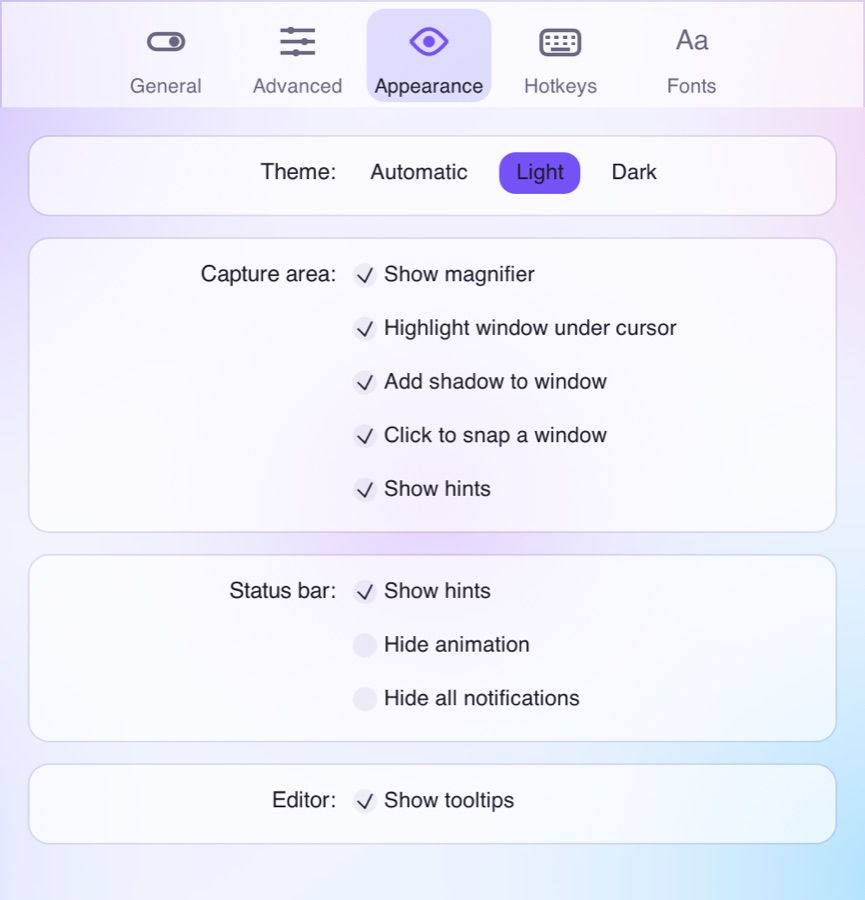 General Advanced Appearance Hotkeys Aa Fonts
Theme: Automatic Light Dark
Capture area: Show magnifier
Highlight window under cursor
Add shadow to window
Click to snap a window
Show hints
Status bar: Show hints
Hide animation
Hide all notifications
Editor: Show tooltips